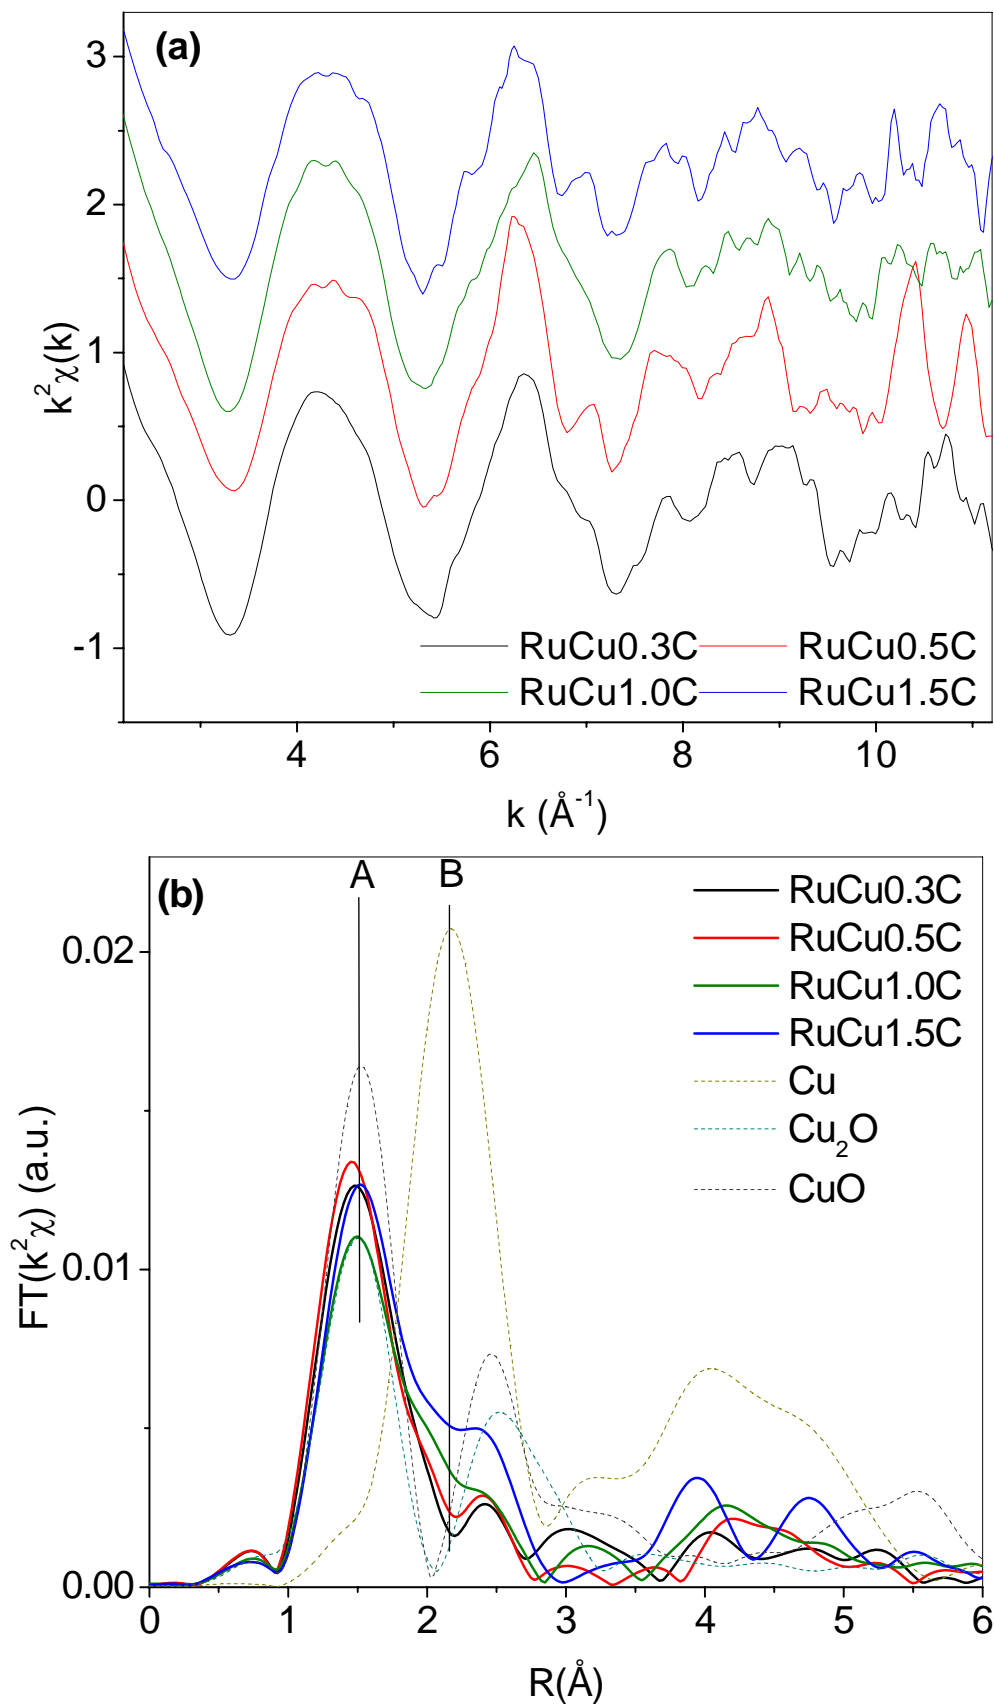 (a)
3
2
1
0
-1
k²χ(k)
RuCu0.3C RuCu0.5C
RuCu1.0C RuCu1.5C
4 6 8 10
k (Å⁻¹)
A B
(b)
RuCu0.3C
RuCu0.5C
RuCu1.0C
RuCu1.5C
Cu
Cu₂O
CuO
0.02
0.01
0.00
FT(k²χ) (a.u.)
0 1 2 3 4 5 6
R(Å)